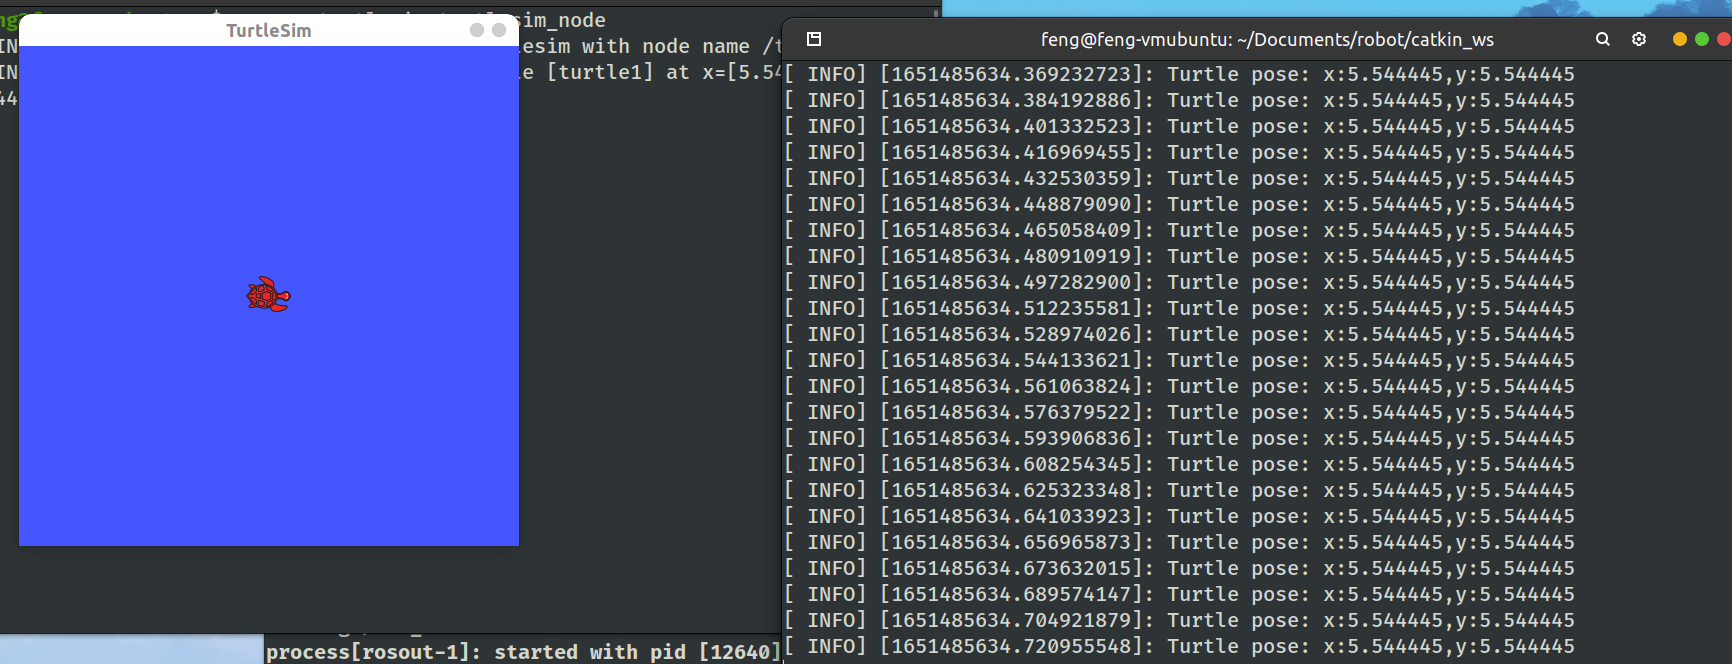 sim_node
TurtleSim
IN
esim with node name /t
IN
e [turtle1] at x=[5.54
44
process[rosout-1]: started with pid [12640]
feng@feng-vmubuntu: ~/Documents/robot/catkin_ws
[ INFO] [1651485634.369232723]: Turtle pose: x:5.544445,y:5.544445
[ INFO] [1651485634.384192886]: Turtle pose: x:5.544445,y:5.544445
[ INFO] [1651485634.401332523]: Turtle pose: x:5.544445,y:5.544445
[ INFO] [1651485634.416969455]: Turtle pose: x:5.544445,y:5.544445
[ INFO] [1651485634.432530359]: Turtle pose: x:5.544445,y:5.544445
[ INFO] [1651485634.448879090]: Turtle pose: x:5.544445,y:5.544445
[ INFO] [1651485634.465058409]: Turtle pose: x:5.544445,y:5.544445
[ INFO] [1651485634.480910919]: Turtle pose: x:5.544445,y:5.544445
[ INFO] [1651485634.497282900]: Turtle pose: x:5.544445,y:5.544445
[ INFO] [1651485634.512235581]: Turtle pose: x:5.544445,y:5.544445
[ INFO] [1651485634.528974026]: Turtle pose: x:5.544445,y:5.544445
[ INFO] [1651485634.544133621]: Turtle pose: x:5.544445,y:5.544445
[ INFO] [1651485634.561063824]: Turtle pose: x:5.544445,y:5.544445
[ INFO] [1651485634.576379522]: Turtle pose: x:5.544445,y:5.544445
[ INFO] [1651485634.593906836]: Turtle pose: x:5.544445,y:5.544445
[ INFO] [1651485634.608254345]: Turtle pose: x:5.544445,y:5.544445
[ INFO] [1651485634.625323348]: Turtle pose: x:5.544445,y:5.544445
[ INFO] [1651485634.641033923]: Turtle pose: x:5.544445,y:5.544445
[ INFO] [1651485634.656965873]: Turtle pose: x:5.544445,y:5.544445
[ INFO] [1651485634.673632015]: Turtle pose: x:5.544445,y:5.544445
[ INFO] [1651485634.689574147]: Turtle pose: x:5.544445,y:5.544445
[ INFO] [1651485634.704921879]: Turtle pose: x:5.544445,y:5.544445
[ INFO] [1651485634.720955548]: Turtle pose: x:5.544445,y:5.544445